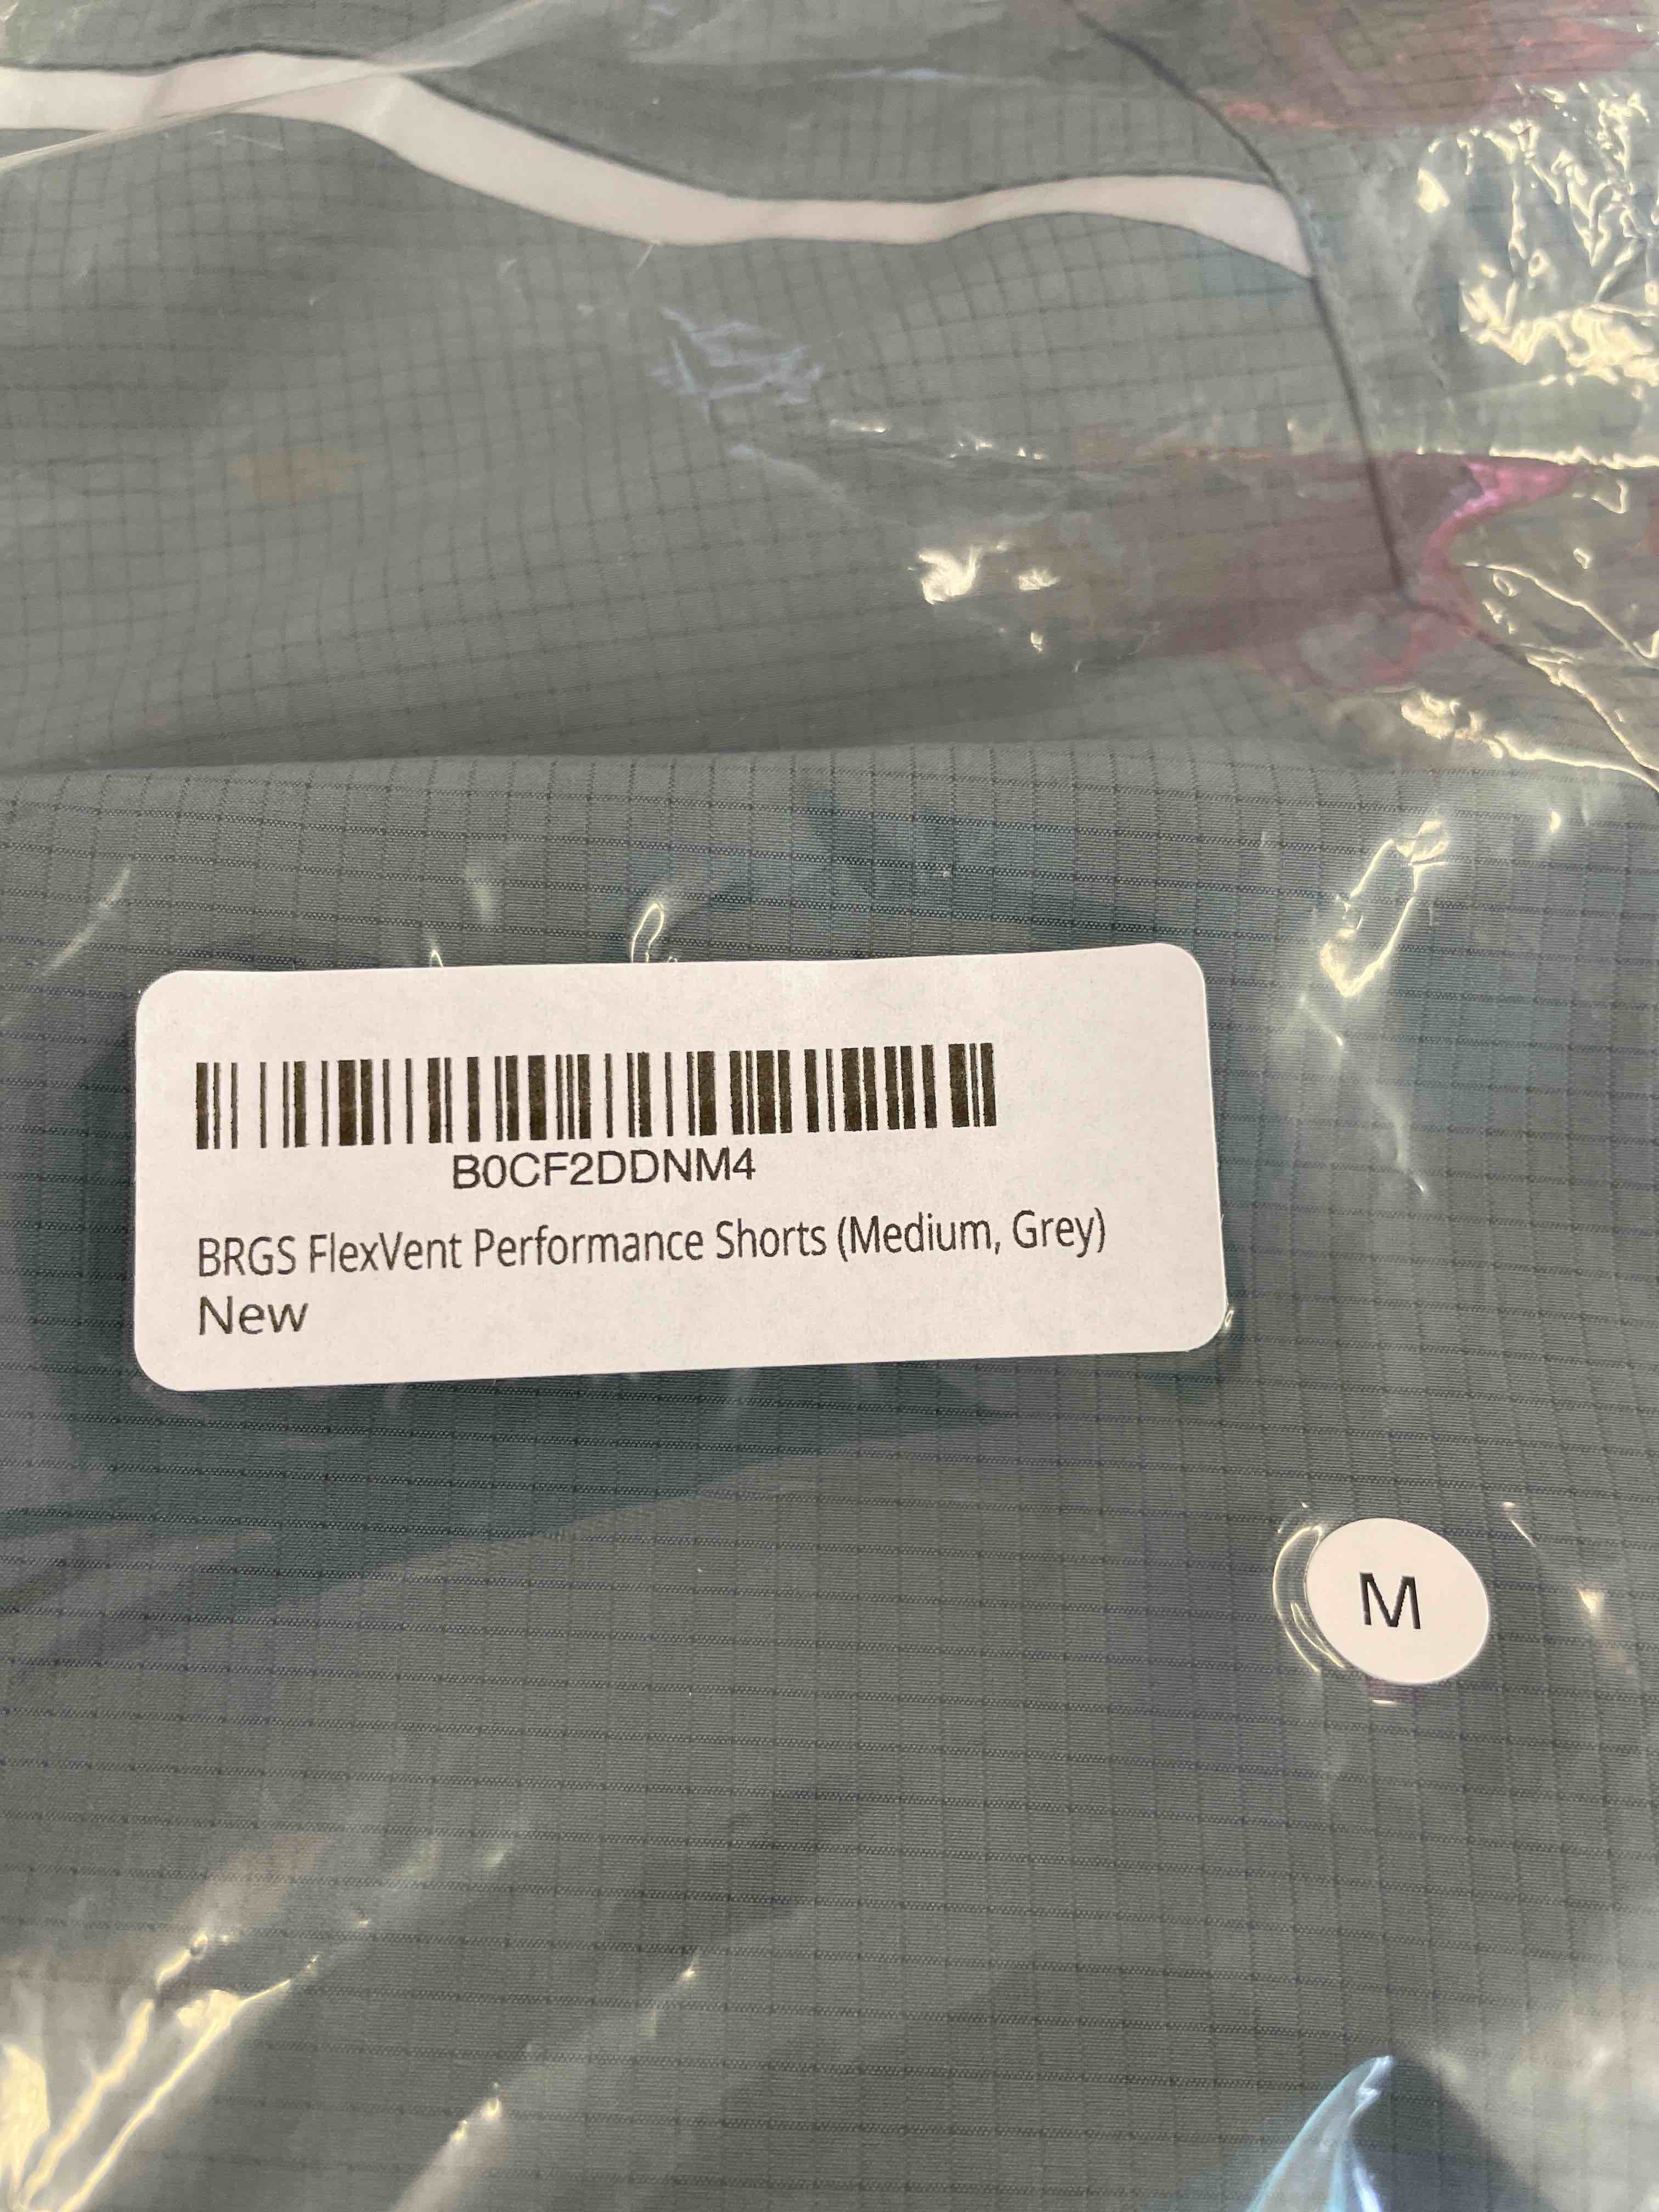 B0CF2DDNM4
BRGS FlexVent Performance Shorts (Medium, Grey)
New
M